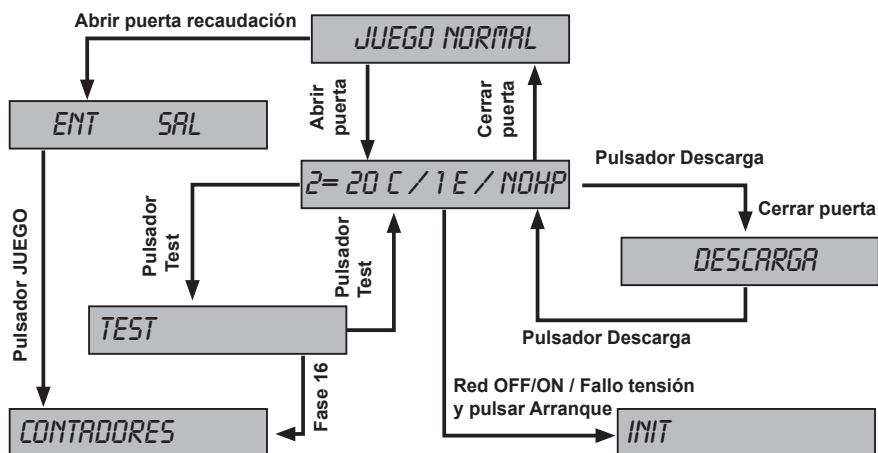 Abrir puerta recaudación
JUEGO NORMAL
ENT SAL
Abrir
puerta
Cerrar
puerta
Pulsador Descarga
2= 20 C / 1 E / NOHP
Cerrar puerta
Pulsador JUEGO
Pulsador
Test
Pulsador
Test
DESCARGA
TEST
Pulsador Descarga
Fase 16
Red OFF/ON / Fallo tensión
y pulsar Arranque
CONTADORES
INIT